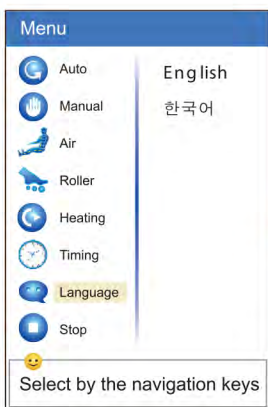 Menu
Auto
Manual
Air
Roller
Heating
Timing
Language
Stop
English
한국어
Select by the navigation keys